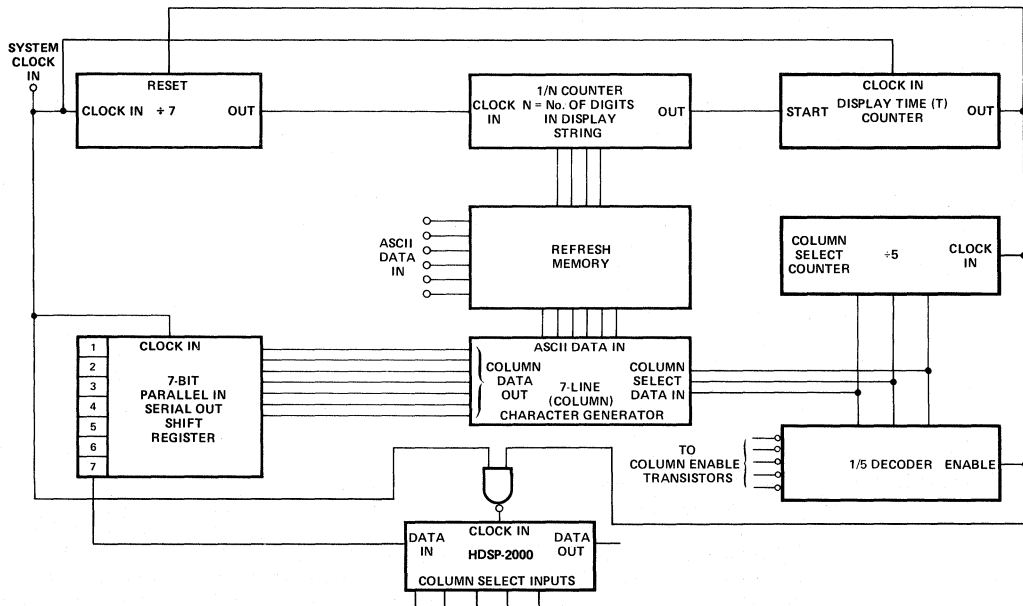 SYSTEM
CLOCK
IN
RESET
CLOCK IN ÷ 7 OUT
1/N COUNTER
CLOCK N = No. OF DIGITS
IN IN DISPLAY OUT
STRING
CLOCK IN
START DISPLAY TIME (T) OUT
COUNTER
ASCII
DATA
IN
REFRESH
MEMORY
COLUMN
SELECT ÷5 CLOCK
COUNTER IN
1
2
3
4
5
6
7
CLOCK IN
7-BIT
PARALLEL IN
SERIAL OUT
SHIFT
REGISTER
ASCII DATA IN
COLUMN
DATA
OUT
7-LINE
(COLUMN)
CHARACTER GENERATOR
COLUMN
SELECT
DATA IN
TO
COLUMN ENABLE
TRANSISTORS
1/5 DECODER ENABLE
DATA
IN
CLOCK IN
HDSP-2000
DATA
OUT
COLUMN SELECT INPUTS